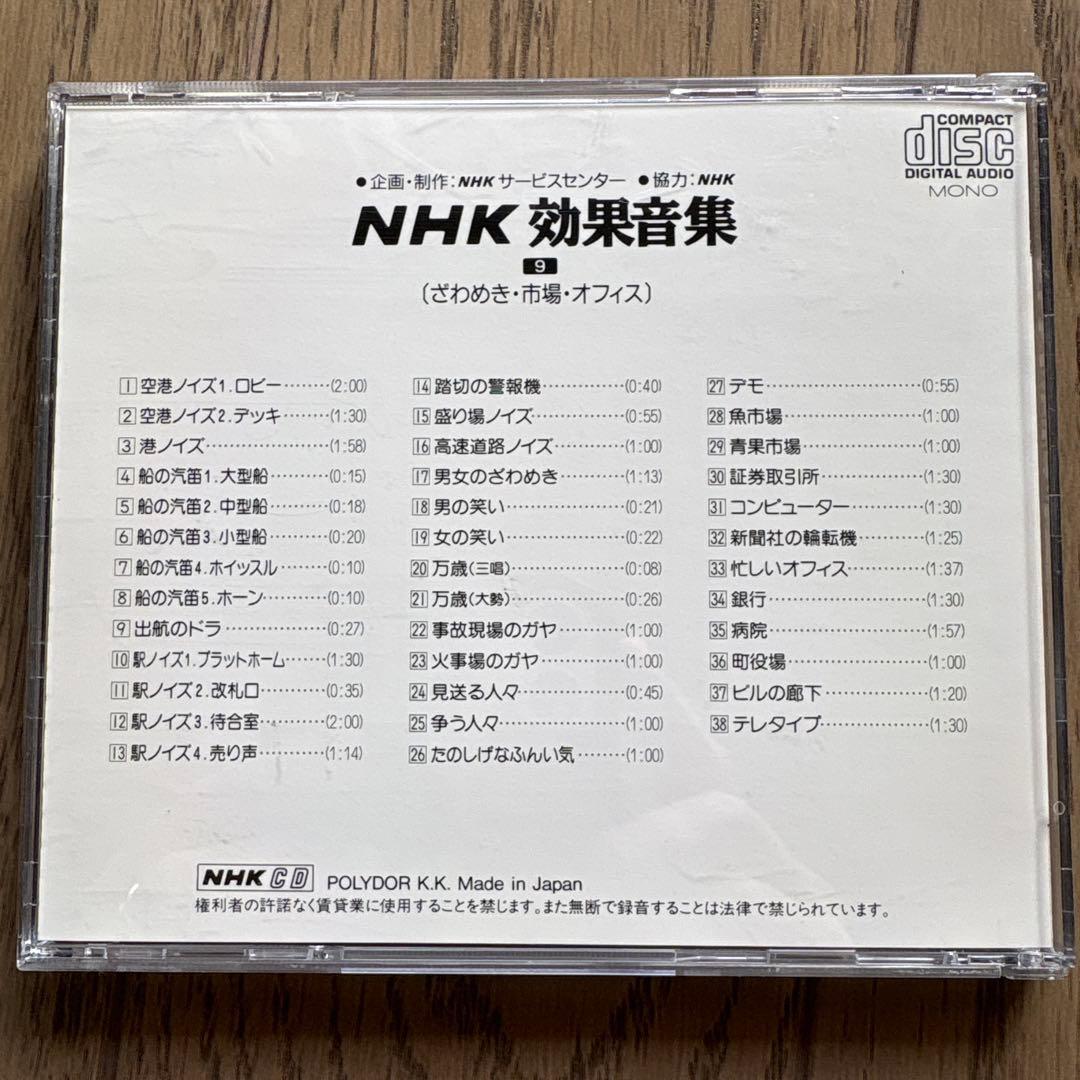 COMPACT
disc
DIGITAL AUDIO
MONO
●企画・制作:NHKサービスセンター ●協力:NHK
NHK 効果音集
9
〔ざわめき・市場・オフィス〕
1 空港ノイズ1.ロビー………(2:00)
2 空港ノイズ2.デッキ………(1:30)
3 港ノイズ………(1:58)
4 船の汽笛1.大型船………(0:15)
5 船の汽笛2.中型船………(0:18)
6 船の汽笛3.小型船………(0:20)
7 船の汽笛4.ホイッスル………(0:10)
8 船の汽笛5.ホーン………(0:10)
9 出航のドラ………(0:27)
10 駅ノイズ1.プラットホーム………(1:30)
11 駅ノイズ2.改札口………(0:35)
12 駅ノイズ3.待合室………(2:00)
13 駅ノイズ4.売り声………(1:14)
14 踏切の警報機………(0:40)
15 盛り場ノイズ………(0:55)
16 高速道路ノイズ………(1:00)
17 男女のざわめき………(1:13)
18 男の笑い………(0:21)
19 女の笑い………(0:22)
20 万歳(三唱)………(0:08)
21 万歳(大勢)………(0:26)
22 事故現場のガヤ………(1:00)
23 火事場のガヤ………(1:00)
24 見送る人々………(0:45)
25 争う人々………(1:00)
26 たのしげなふんい気………(1:00)
27 デモ………(0:55)
28 魚市場………(1:00)
29 青果市場………(1:00)
30 証券取引所………(1:30)
31 コンピューター………(1:30)
32 新聞社の輪転機………(1:25)
33 忙しいオフィス………(1:37)
34 銀行………(1:30)
35 病院………(1:57)
36 町役場………(1:00)
37 ビルの廊下………(1:20)
38 テレタイプ………(1:30)
NHK CD POLYDOR K.K. Made in Japan
権利者の許諾なく賃貸業に使用することを禁じます。また無断で録音することは法律で禁じられています。